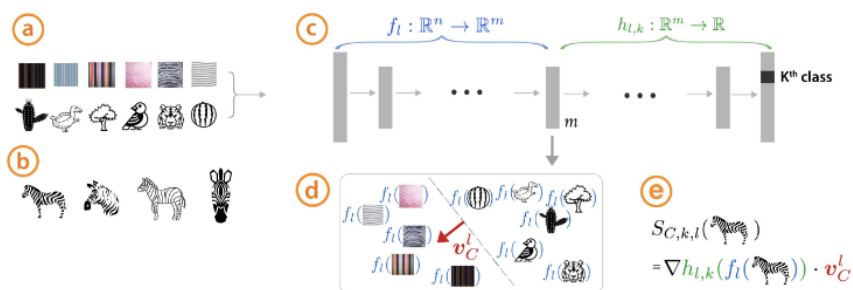 a
b
c
f_l : ℝ^n → ℝ^m
h_{l,k} : ℝ^m → ℝ
K^th class
m
d
f_l( )
f_l( )
f_l( )
f_l( )
f_l( )
f_l( )
f_l( )
f_l( )
f_l( )
f_l( )
f_l( )
v_C^l
e
S_{C,k,l}( )
= ∇h_{l,k}(f_l( )) · v_C^l